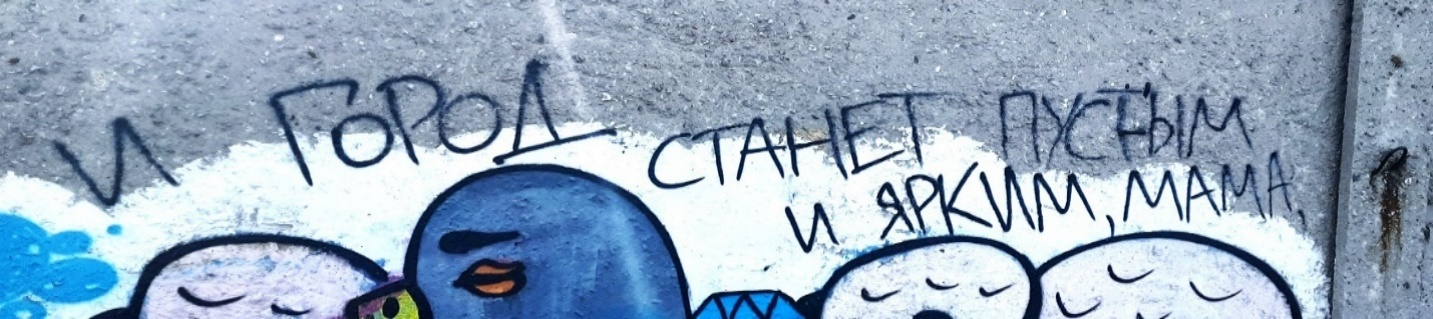 И ГОРОД СТАНЕТ ПУСТЫМ
И ЯРКИМ, МАМА,